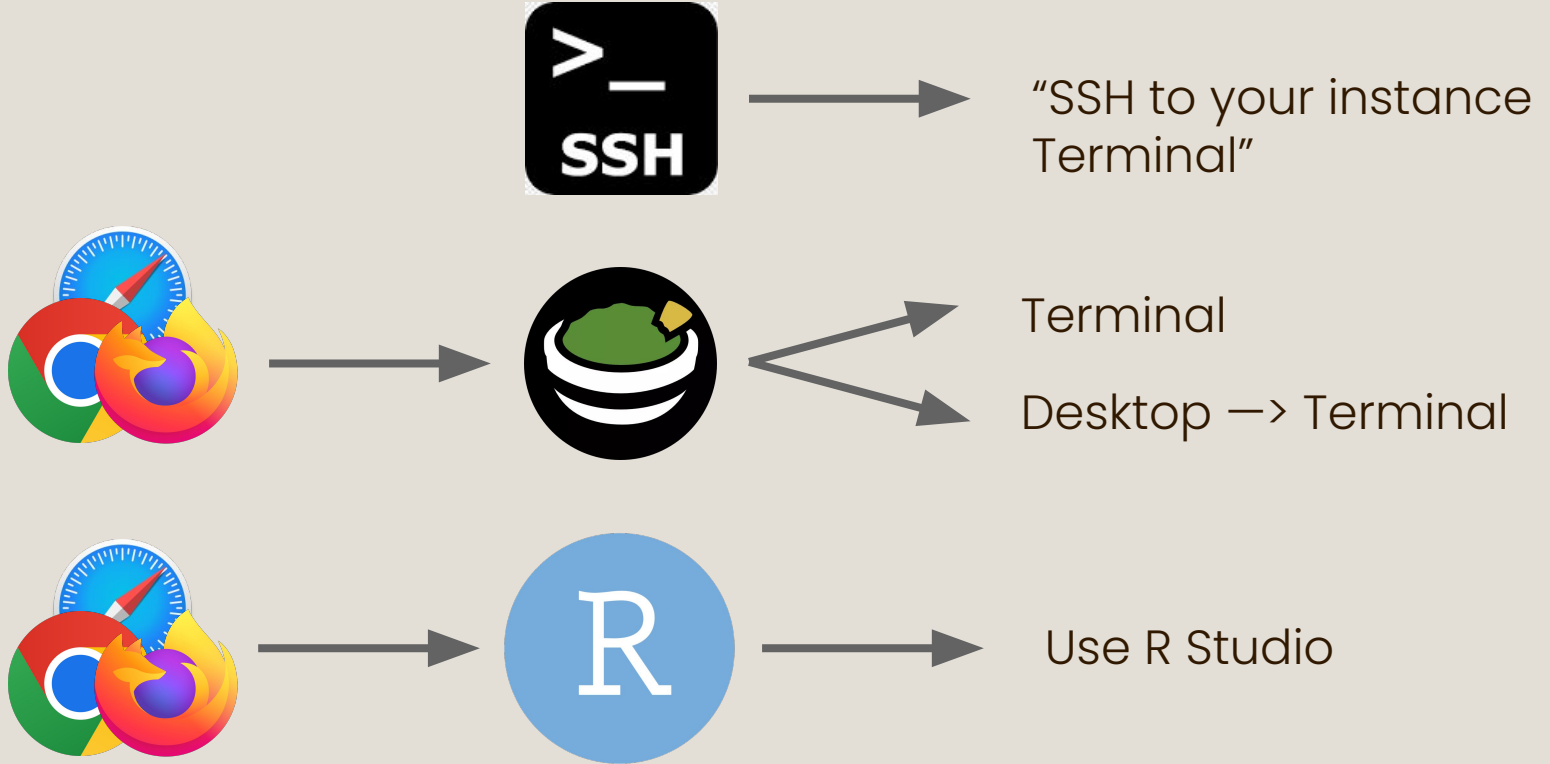 >_
SSH
“SSH to your instance
Terminal”
Terminal
Desktop —> Terminal
R
Use R Studio